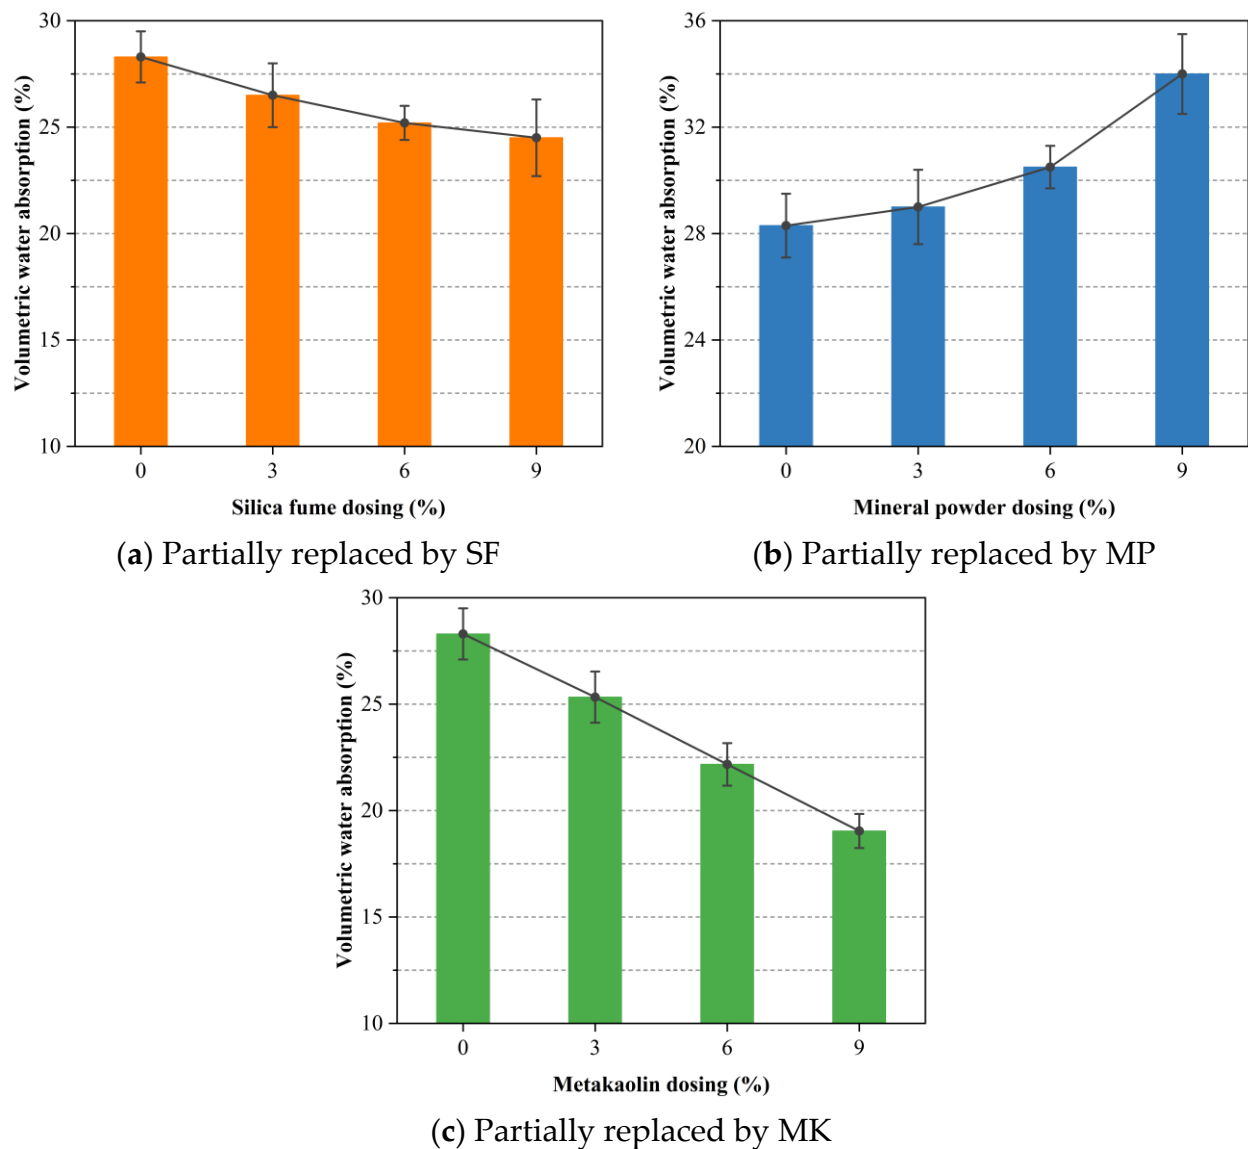 30
25
20
15
10
Volumetric water absorption (%)
0 3 6 9
Silica fume dosing (%)
(a) Partially replaced by SF
36
32
28
24
20
Volumetric water absorption (%)
0 3 6 9
Mineral powder dosing (%)
(b) Partially replaced by MP
30
25
20
15
10
Volumetric water absorption (%)
0 3 6 9
Metakaolin dosing (%)
(c) Partially replaced by MK